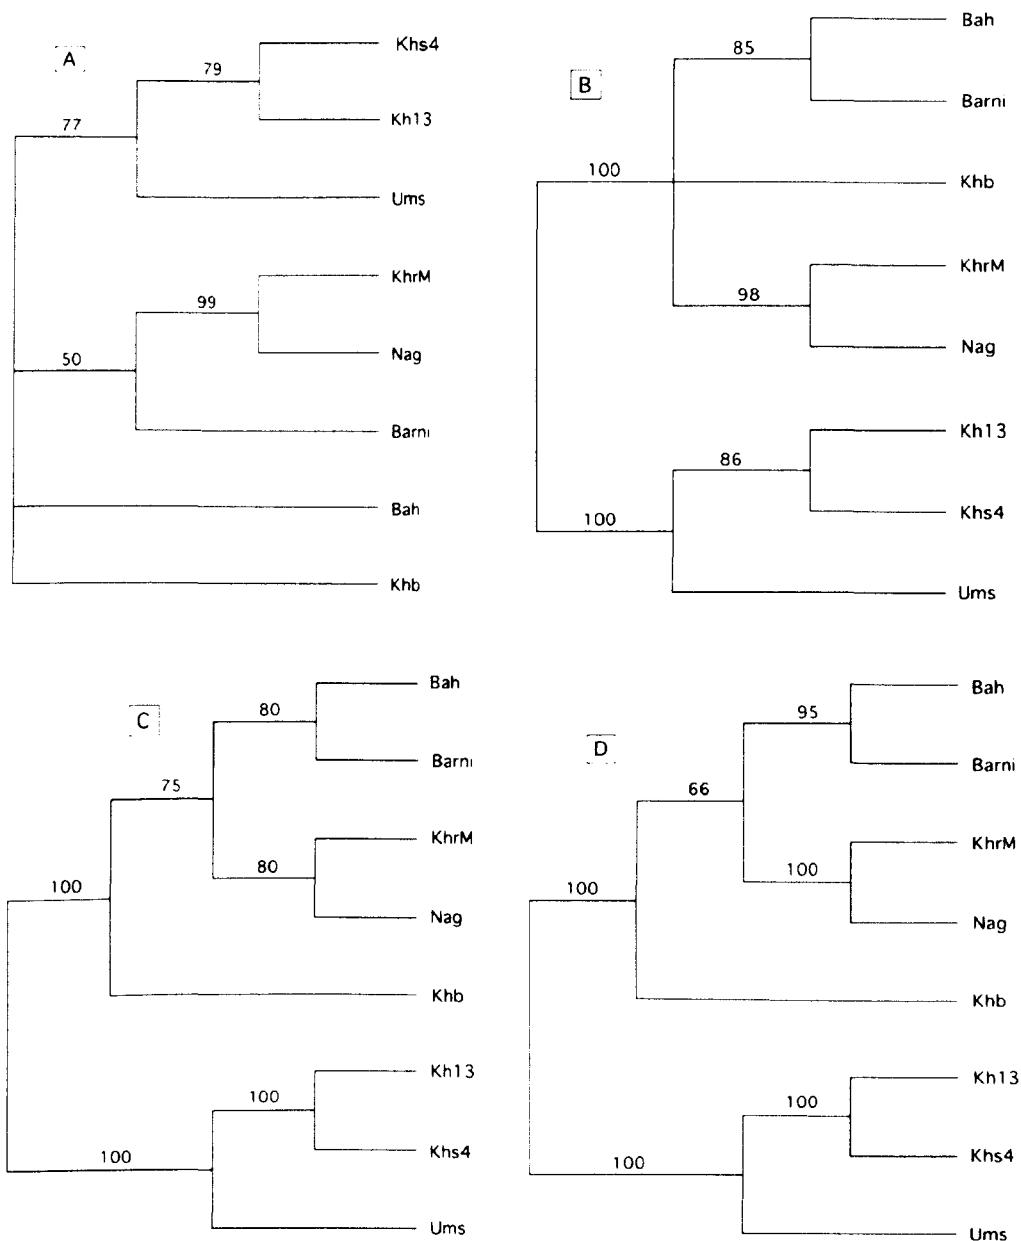 A
Khs4
79
Kh13
77
Ums
KhrM
99
Nag
50
Barni
Bah
Khb
B
Bah
85
Barni
100
Khb
KhrM
98
Nag
Kh13
86
Khs4
100
Ums
C
Bah
80
Barni
75
KhrM
80
Nag
100
Khb
Kh13
100
Khs4
100
Ums
D
Bah
95
Barni
66
KhrM
100
Nag
100
Khb
Kh13
100
Khs4
100
Ums